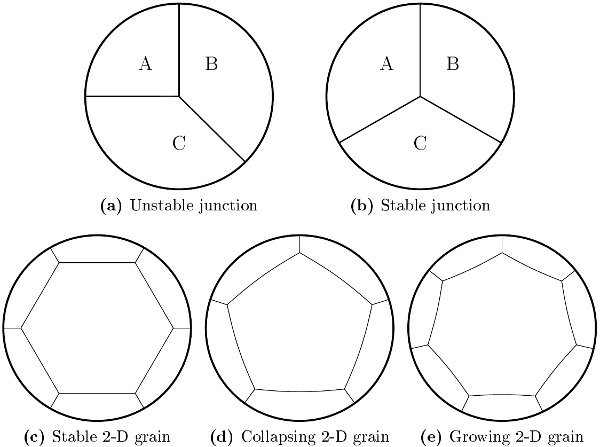 A B
C
A B
C
(a) Unstable junction
(b) Stable junction
(c) Stable 2-D grain
(d) Collapsing 2-D grain
(e) Growing 2-D grain